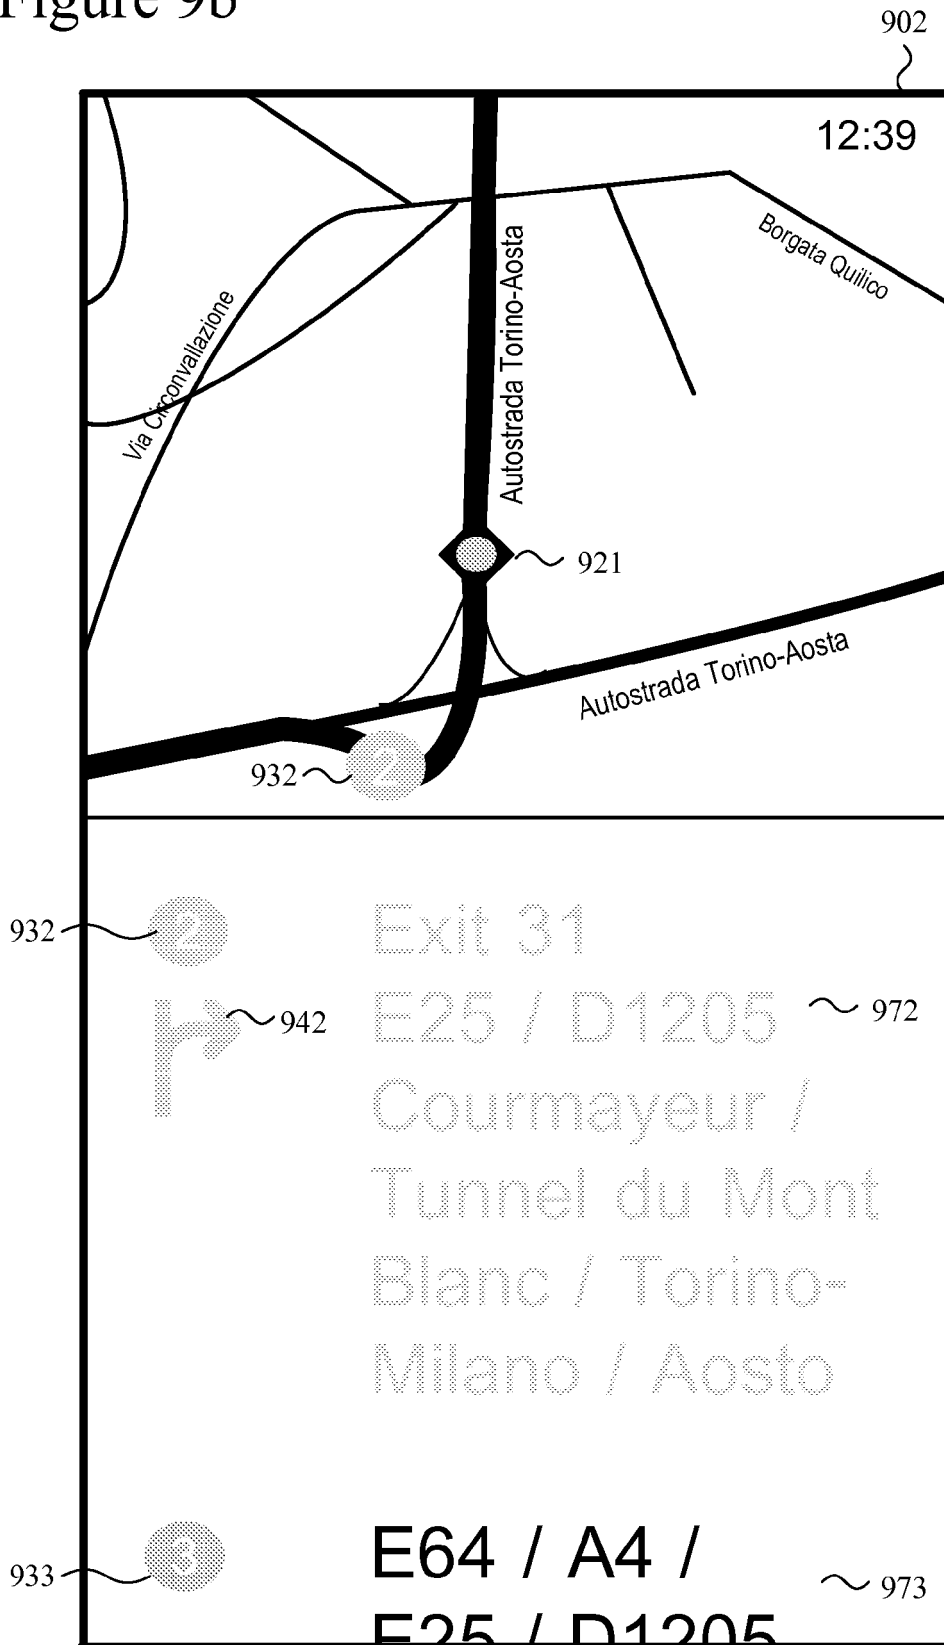 Figure 9b
902
12:39
Borgata Quilico
Autostrada Torino-Aosta
Via Circonvallazione
921
Autostrada Torino-Aosta
932
2
932
2
Exit 31
942
E25 / D1205
972
Courmayeur /
Tunnel du Mont
Blanc / Torino-
Milano / Aosto
933
3
E64 / A4 /
973
E25 / D1205